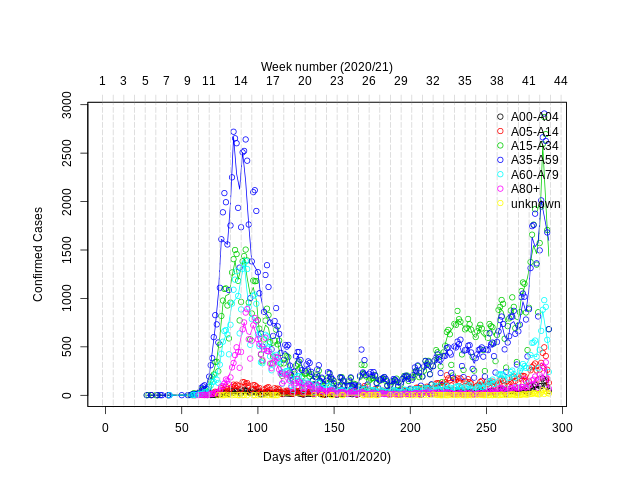 Week number (2020/21)
1 3 5 7 9 11 14 17 20 23 26 29 32 35 38 41 44
3000
2500
2000
1500
1000
500
0
Confirmed Cases
A00-A04
A05-A14
A15-A34
A35-A59
A60-A79
A80+
unknown
0 50 100 150 200 250 300
Days after (01/01/2020)